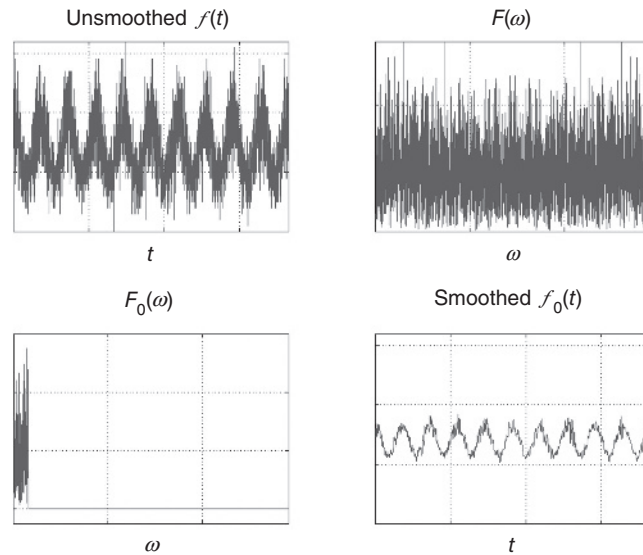 Unsmoothed f(t)
F(ω)
t
ω
F₀(ω)
Smoothed f₀(t)
ω
t